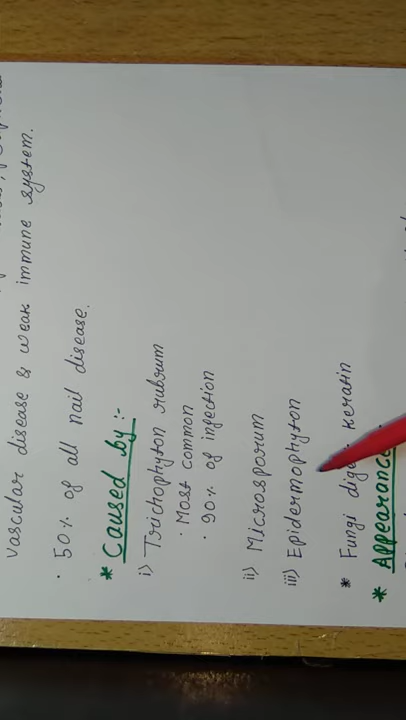 vascular disease & weak immune system.
· 50% of all nail disease.
* Caused by :-
i) Trichophyton rubrum
· Most common
· 90% of infection
ii) Microsporum
iii) Epidermophyton
* Fungi keratin
* Appearance